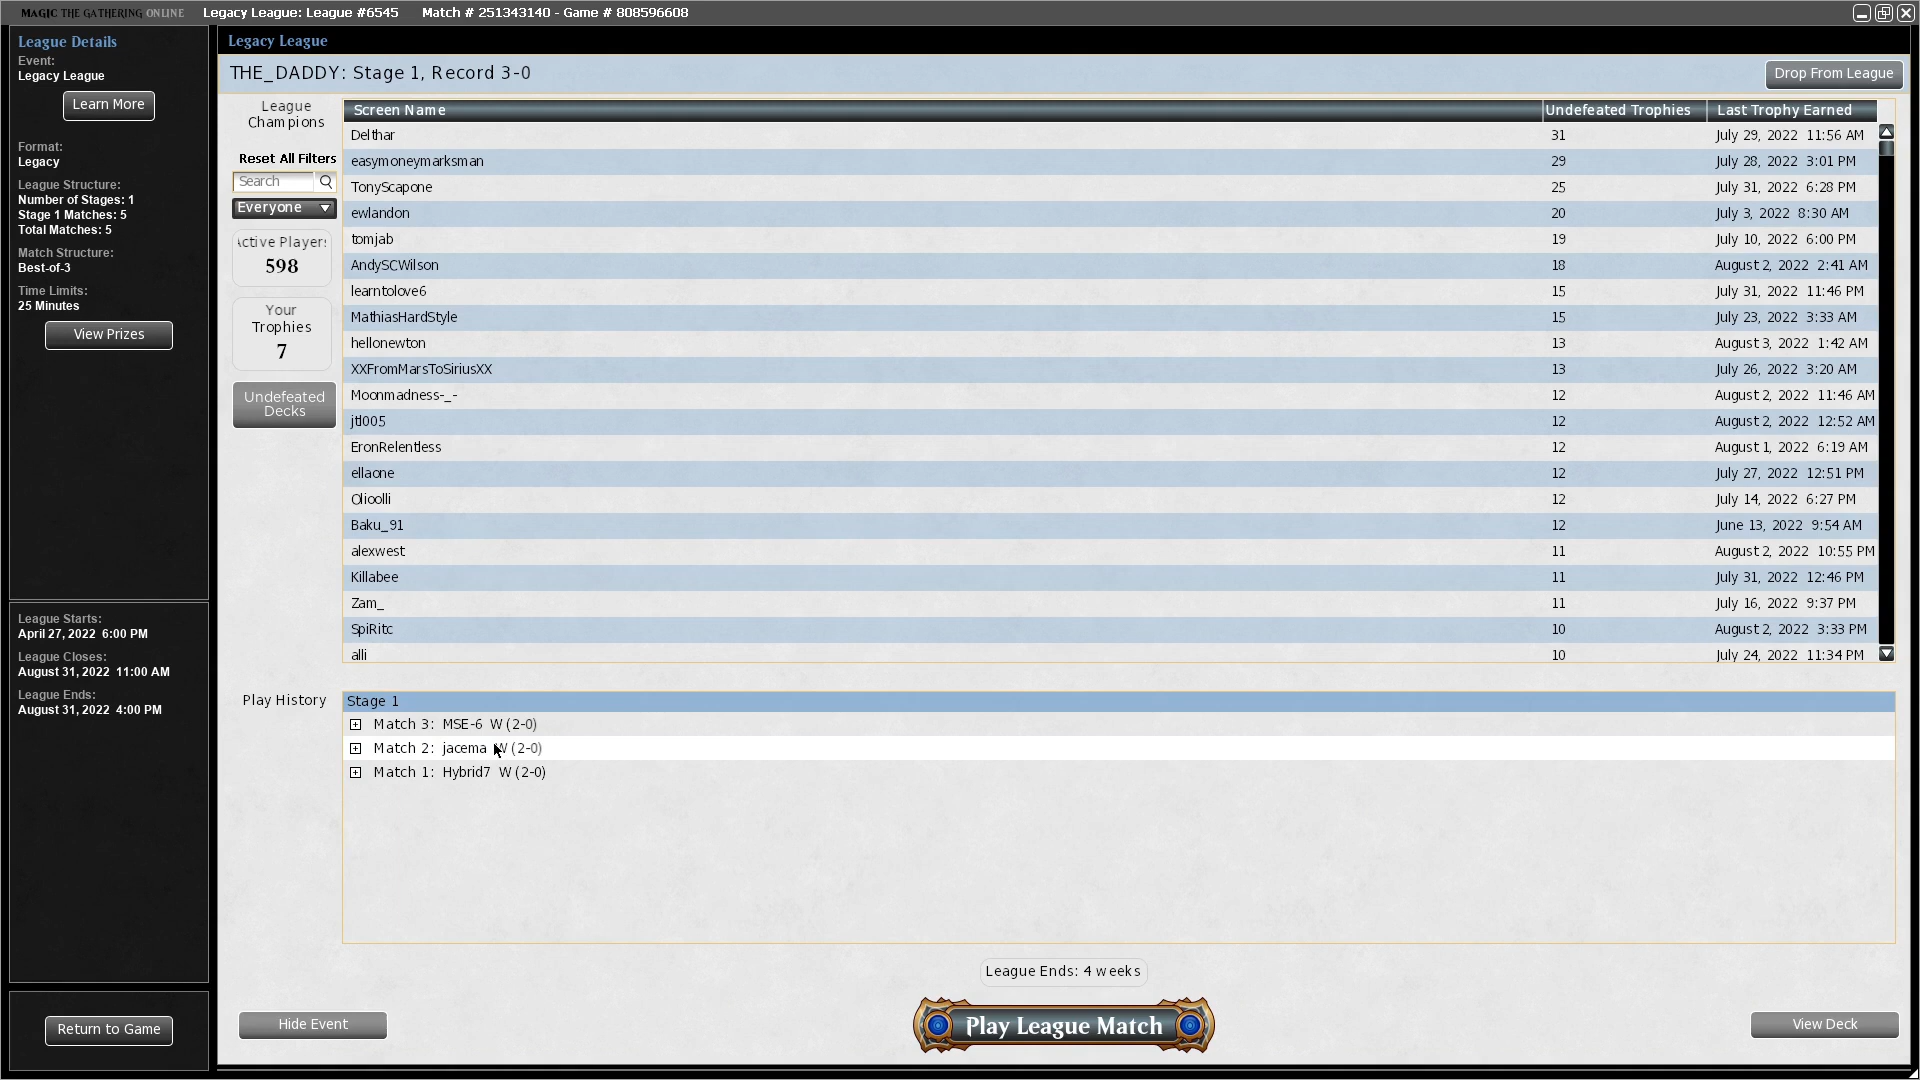 MAGIC THE GATHERING ONLINE Legacy League: League #6545 Match # 251343140 - Game # 808596608
League Details
Event:
Legacy League
Learn More
Format:
Legacy
League Structure:
Number of Stages: 1
Stage 1 Matches: 5
Total Matches: 5
Match Structure:
Best-of-3
Time Limits:
25 Minutes
View Prizes
League Starts:
April 27, 2022 6:00 PM
League Closes:
August 31, 2022 11:00 AM
League Ends:
August 31, 2022 4:00 PM
Return to Game
Legacy League
THE_DADDY: Stage 1, Record 3-0
Drop From League
League
Champions
Reset All Filters
Search
Everyone
Active Players
598
Your
Trophies
7
Undefeated
Decks
Screen Name Undefeated Trophies Last Trophy Earned
Delthar 31 July 29, 2022 11:56 AM
easymoneymarksman 29 July 28, 2022 3:01 PM
TonyScapone 25 July 31, 2022 6:28 PM
ewlandon 20 July 3, 2022 8:30 AM
tomjab 19 July 10, 2022 6:00 PM
AndySCWilson 18 August 2, 2022 2:41 AM
learntolove6 15 July 31, 2022 11:46 PM
MathiasHardStyle 15 July 23, 2022 3:33 AM
hellonewton 13 August 3, 2022 1:42 AM
XXFromMarsToSiriusXX 13 July 26, 2022 3:20 AM
Moonmadness-_- 12 August 2, 2022 11:46 AM
jtl005 12 August 2, 2022 12:52 AM
EronRelentless 12 August 1, 2022 6:19 AM
ellaone 12 July 27, 2022 12:51 PM
Olioolli 12 July 14, 2022 6:27 PM
Baku_91 12 June 13, 2022 9:54 AM
alexwest 11 August 2, 2022 10:55 PM
Killabee 11 July 31, 2022 12:46 PM
Zam_ 11 July 16, 2022 9:37 PM
SpiRitc 10 August 2, 2022 3:33 PM
alli 10 July 24, 2022 11:34 PM
Play History
Stage 1
Match 3: MSE-6 W (2-0)
Match 2: jacema W (2-0)
Match 1: Hybrid7 W (2-0)
League Ends: 4 weeks
Hide Event
Play League Match
View Deck